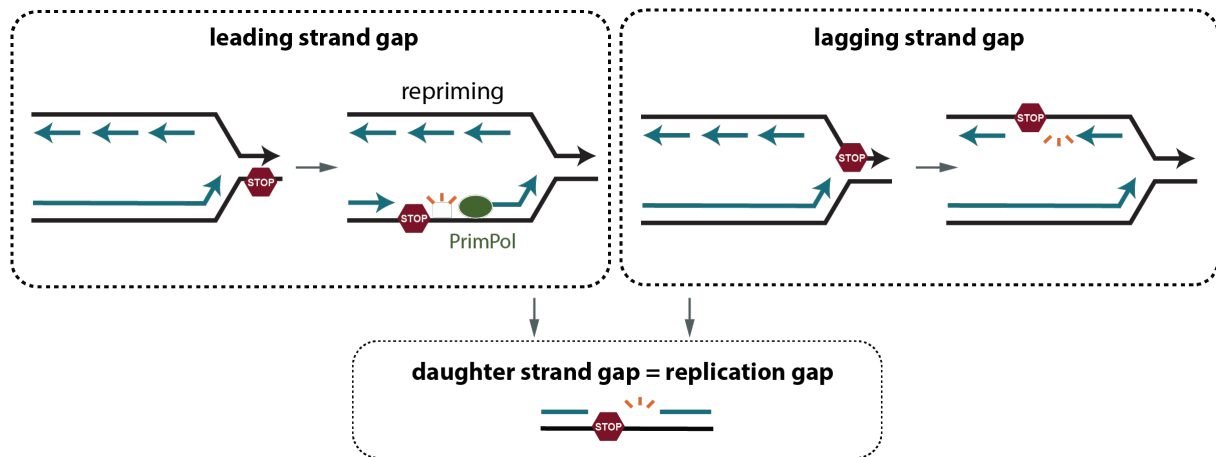 leading strand gap
repriming
STOP
STOP
PrimPol
lagging strand gap
STOP
STOP
daughter strand gap = replication gap
STOP